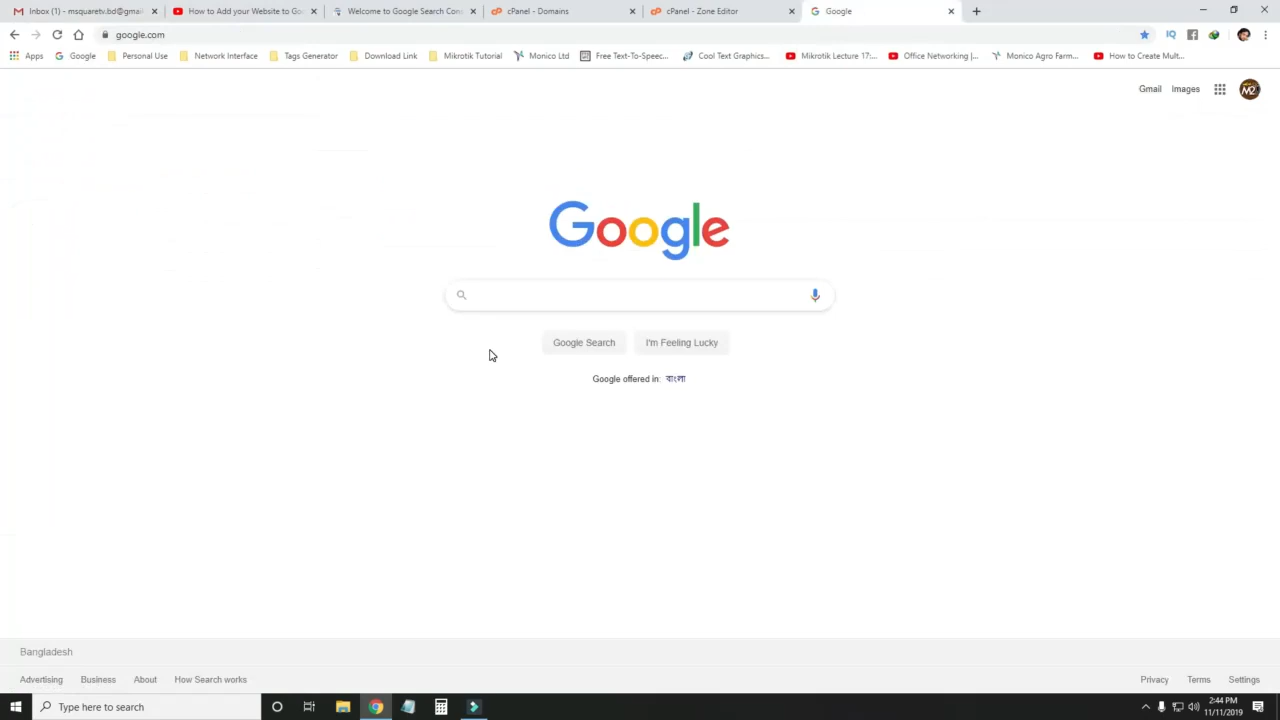 Inbox (1) - msquaretv.bd@gmail
How to Add your Website to Go
Welcome to Google Search Con
cPanel - Domains
cPanel - Zone Editor
Google
google.com
Apps
Google
Personal Use
Network Interface
Tags Generator
Download Link
Mikrotik Tutorial
Monico Ltd
Free Text-To-Speec...
Cool Text Graphics...
Mikrotik Lecture 17:...
Office Networking |...
Monico Agro Farm...
How to Create Mult...
Gmail
Images
Google
Google Search
I'm Feeling Lucky
Google offered in: বাংলা
Bangladesh
Advertising
Business
About
How Search works
Privacy
Terms
Settings
Type here to search
2:44 PM
11/11/2019